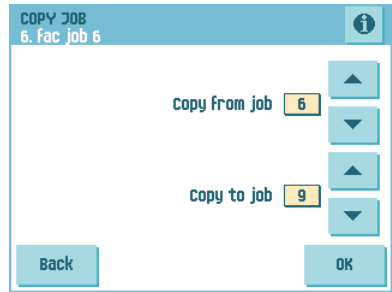 COPY JOB
6. Fac job 6
Copy from job 6
Copy to job 9
Back
OK